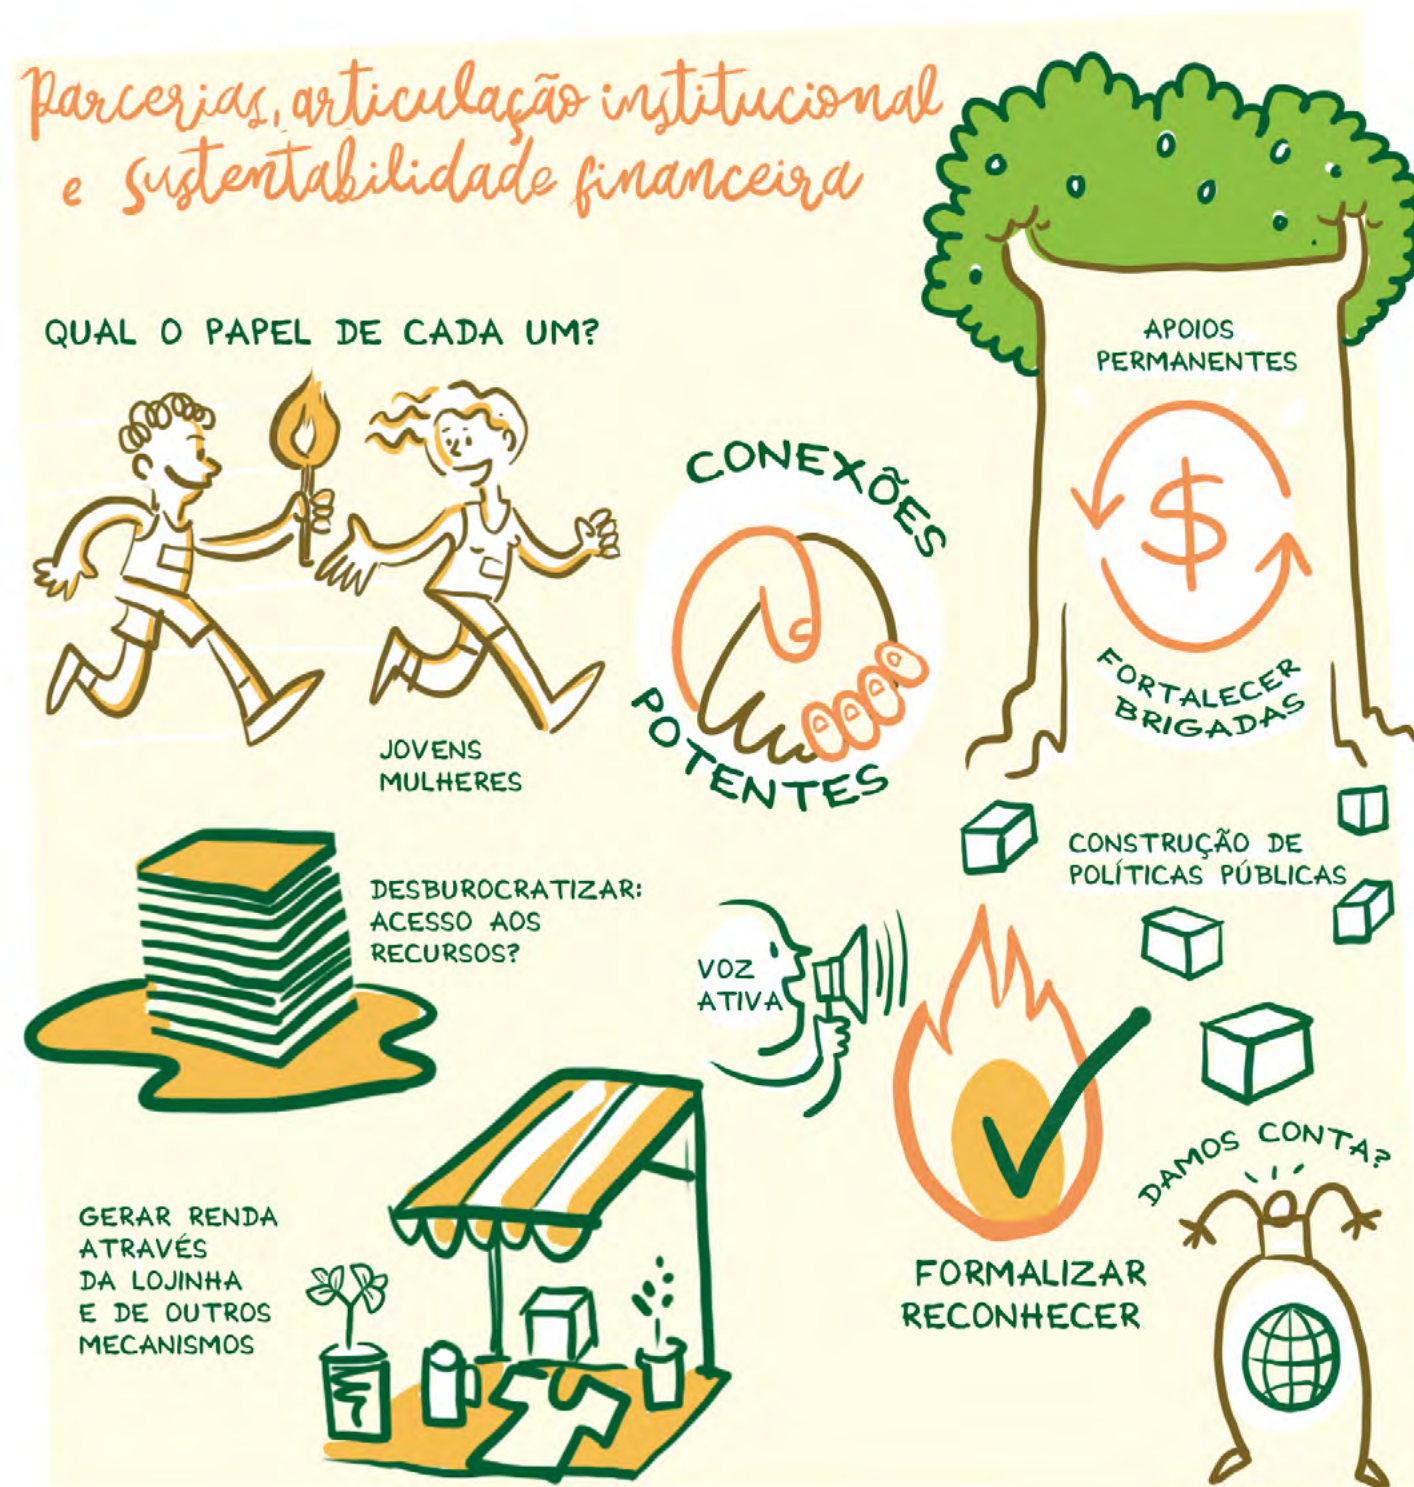 Parcerias, articulação institucional
e sustentabilidade financeira
QUAL O PAPEL DE CADA UM?
JOVENS
MULHERES
CONEXÕES
POTENTES
APOIOS
PERMANENTES
$
FORTALECER
BRIGADAS
CONSTRUÇÃO DE
POLÍTICAS PÚBLICAS
DESBUROCRATIZAR:
ACESSO AOS
RECURSOS?
VOZ
ATIVA
GERAR RENDA
ATRAVÉS
DA LOJINHA
E DE OUTROS
MECANISMOS
FORMALIZAR
RECONHECER
DAMOS CONTA?